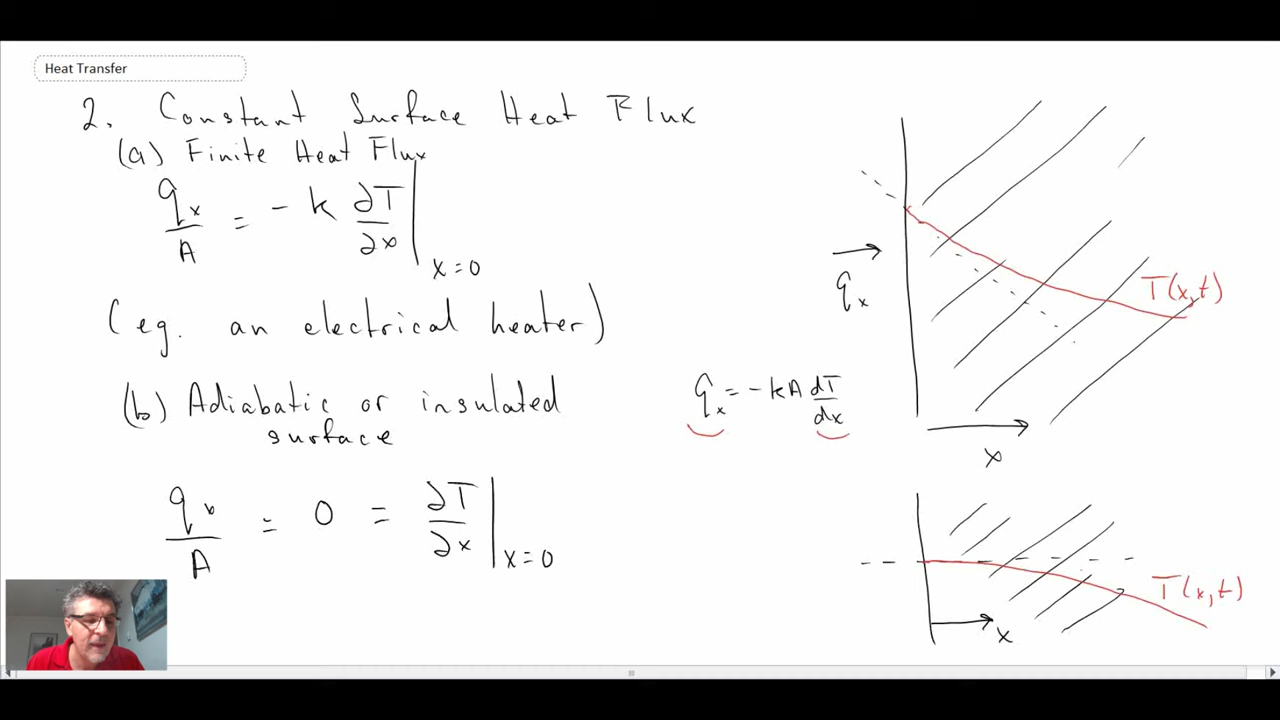 Heat Transfer
2. Constant Surface Heat Flux
(a) Finite Heat Flux
qₓ/A = -k ∂T/∂x |ₓ₌₀
(eg. an electrical heater)
(b) Adiabatic or insulated
surface
qₓ/A = 0 = ∂T/∂x |ₓ₌₀
qₓ = -kA dT/dx
qₓ
T(x,t)
x
T(x,t)
x